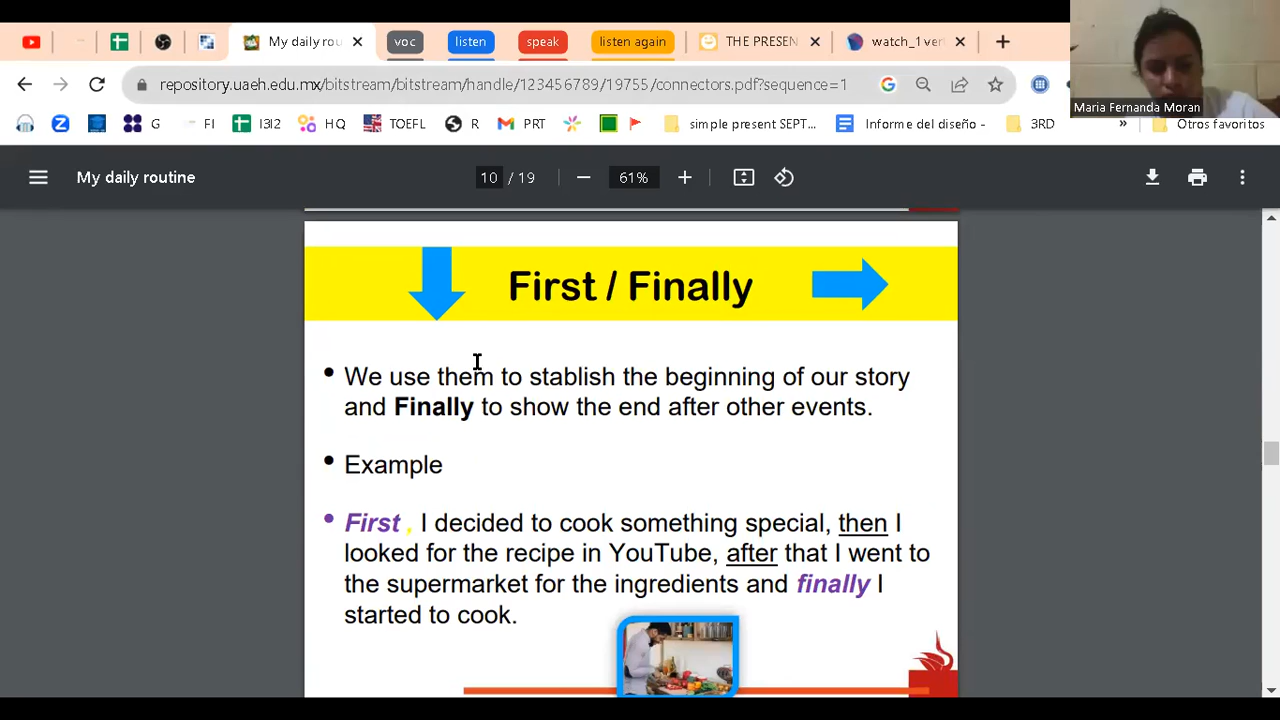 My daily rou
voc
listen
speak
listen again
THE PRESEN
watch_1 ver
repository.uaeh.edu.mx/bitstream/bitstream/handle/123456789/19755/connectors.pdf?sequence=1
Maria Fernanda Moran
G
FI
I3I2
HQ
TOEFL
R
PRT
simple present SEPT...
Informe del diseño -
3RD
»
Otros favoritos
My daily routine
10 / 19
61%
First / Finally
• We use them to stablish the beginning of our story
and Finally to show the end after other events.
• Example
• First , I decided to cook something special, then I
looked for the recipe in YouTube, after that I went to
the supermarket for the ingredients and finally I
started to cook.